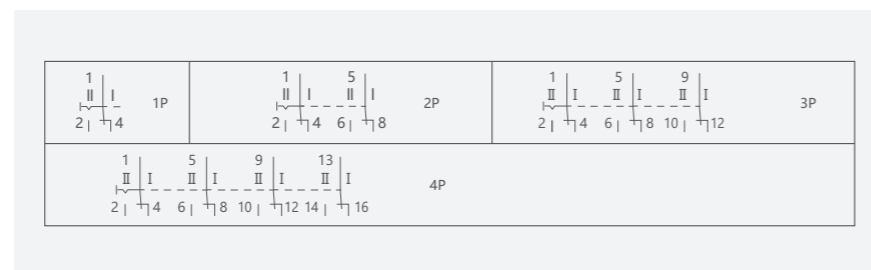 1
II I 1P
2 4
1 5
II I II I 2P
2 4 6 8
1 5 9
II I II I II I 3P
2 4 6 8 10 12
1 5 9 13
II I II I II I II I 4P
2 4 6 8 10 12 14 16